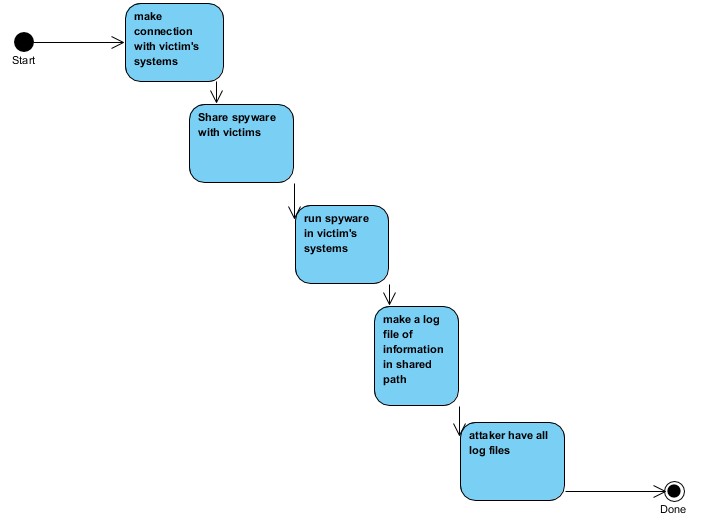 make
connection
with victim's
systems
Start
Share spyware
with victims
run spyware
in victim's
systems
make a log
file of
information
in shared
path
attaker have all
log files
Done